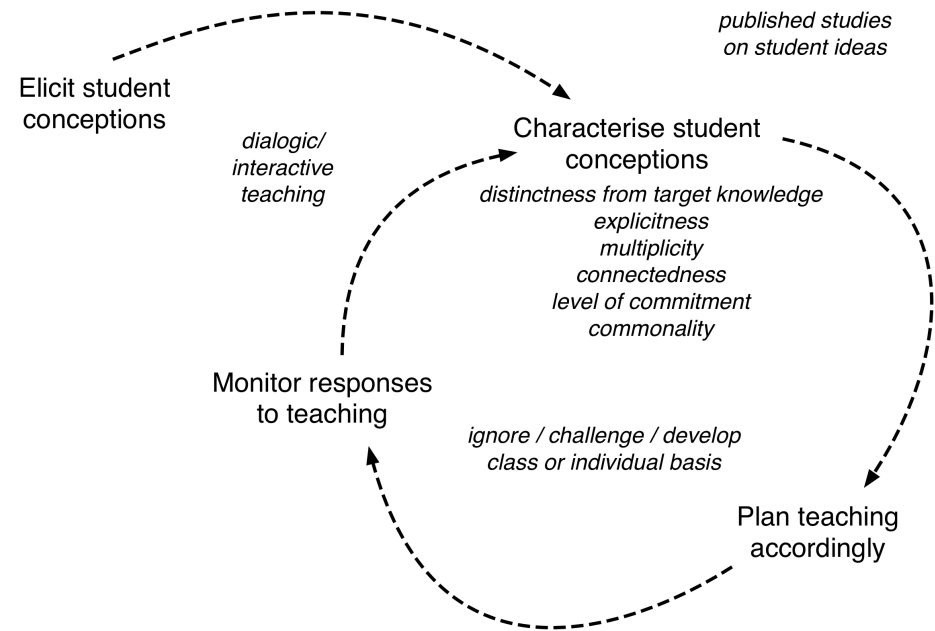 published studies
on student ideas
Elicit student
conceptions
dialogic/
interactive
teaching
Characterise student
conceptions
distinctness from target knowledge
explicitness
multiplicity
connectedness
level of commitment
commonality
Monitor responses
to teaching
ignore / challenge / develop
class or individual basis
Plan teaching
accordingly